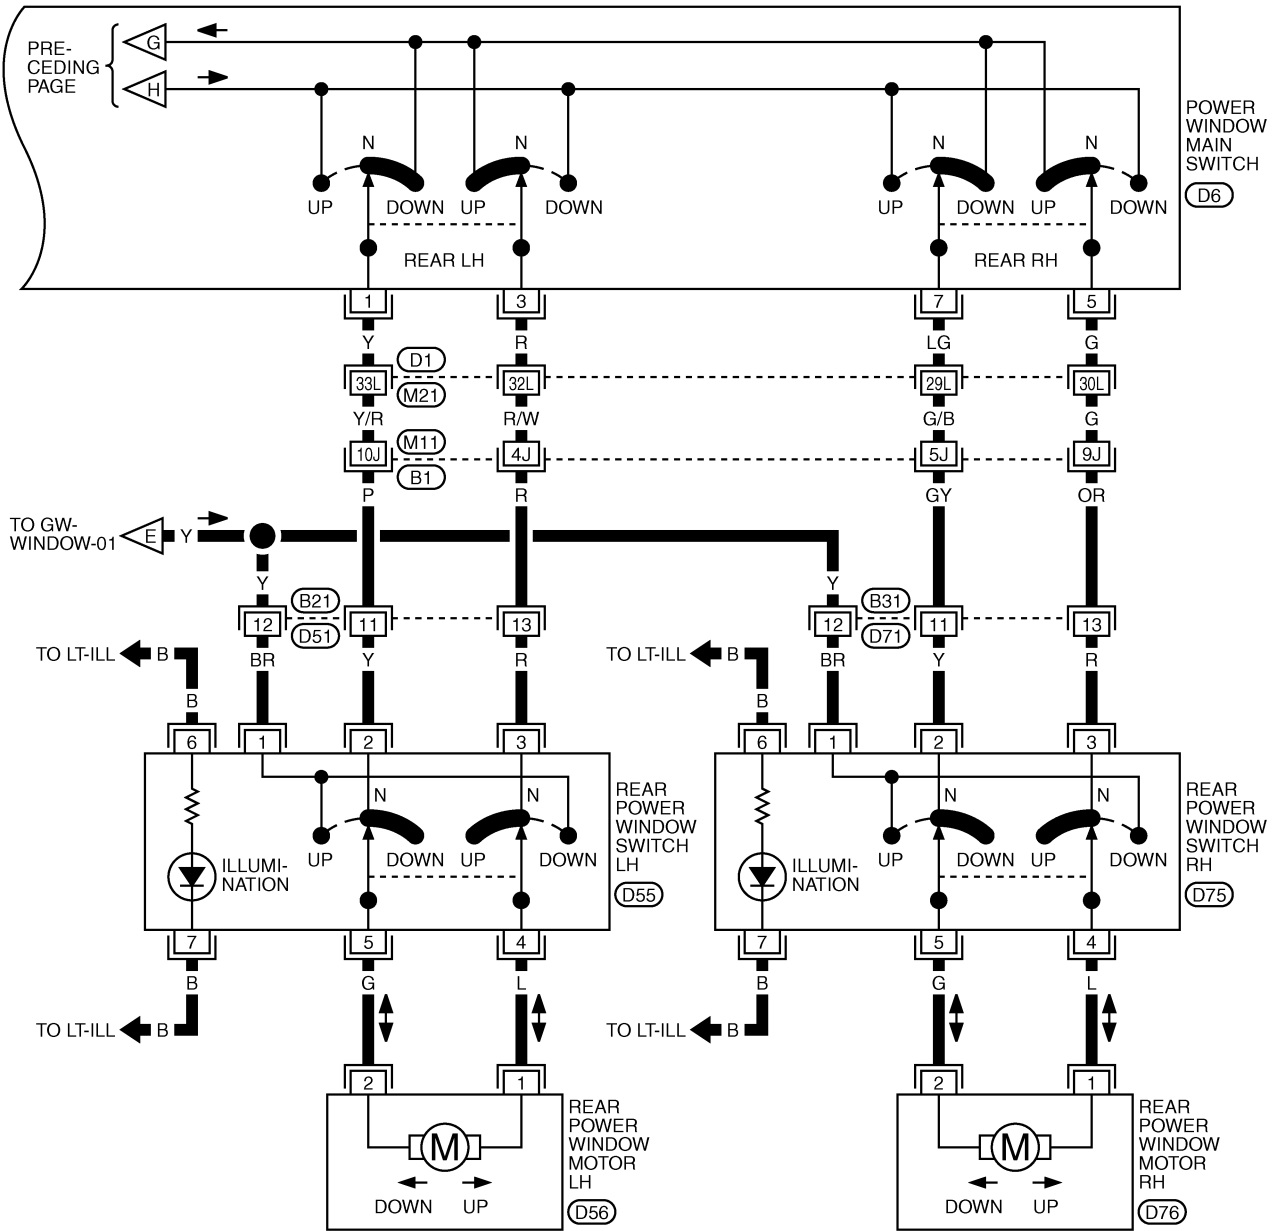 PRE-
CEDING
PAGE
G
H
N
N
N
N
UP
DOWN
UP
DOWN
UP
DOWN
UP
DOWN
REAR LH
REAR RH
POWER
WINDOW
MAIN
SWITCH
D6
1
3
7
5
Y
R
LG
G
D1
33L
32L
29L
30L
M21
Y/R
R/W
G/B
G
M11
10J
4J
5J
9J
B1
P
R
GY
OR
TO GW-
WINDOW-01
E
Y
Y
Y
B21
B31
12
11
13
12
11
13
D51
D71
TO LT-ILL
B
BR
Y
R
TO LT-ILL
B
BR
Y
R
B
B
6
1
2
3
6
1
2
3
N
N
N
N
UP
DOWN
UP
DOWN
UP
DOWN
UP
DOWN
ILLUMI-
NATION
ILLUMI-
NATION
REAR
POWER
WINDOW
SWITCH
LH
D55
REAR
POWER
WINDOW
SWITCH
RH
D75
7
5
4
7
5
4
B
G
L
B
G
L
TO LT-ILL
B
TO LT-ILL
B
2
1
2
1
M
M
DOWN
UP
DOWN
UP
REAR
POWER
WINDOW
MOTOR
LH
D56
REAR
POWER
WINDOW
MOTOR
RH
D76